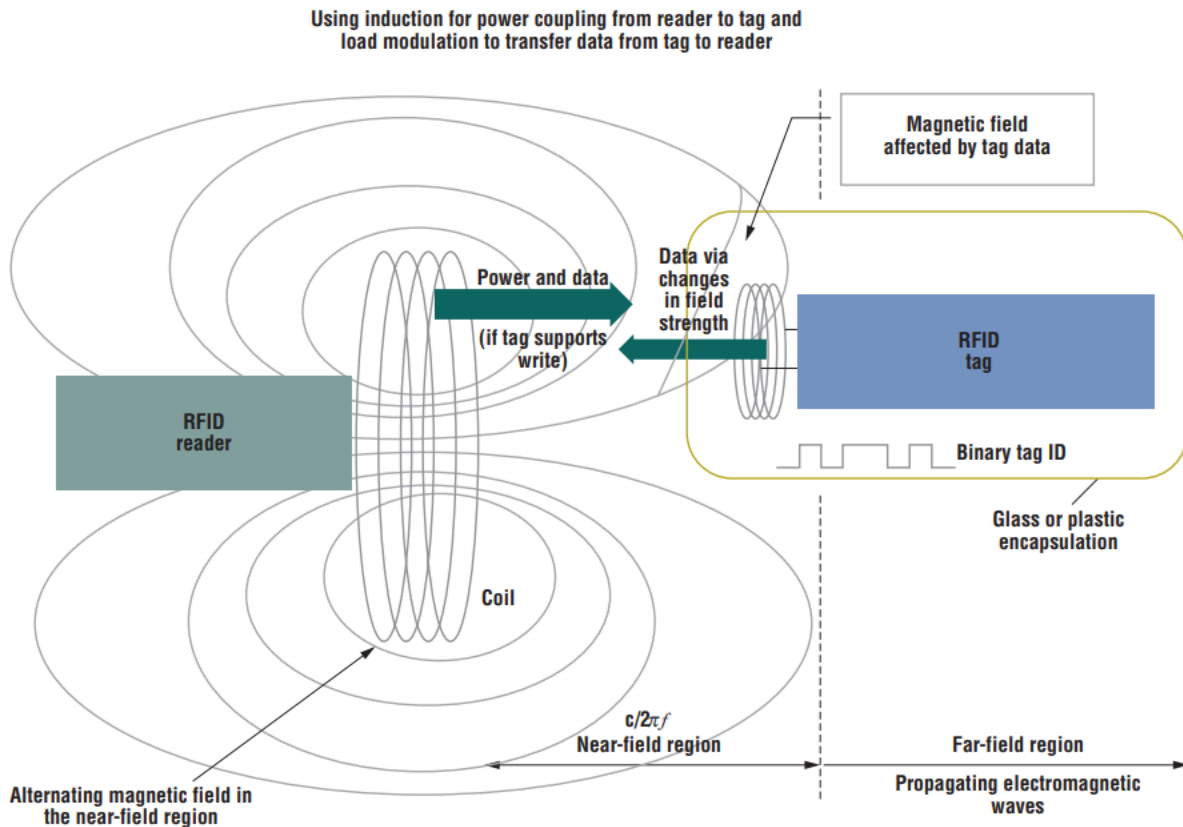 Using induction for power coupling from reader to tag and
load modulation to transfer data from tag to reader
Magnetic field
affected by tag data
Power and data
(if tag supports
write)
Data via
changes
in field
strength
RFID
reader
RFID
tag
Binary tag ID
Glass or plastic
encapsulation
Coil
c/2πf
Near-field region
Far-field region
Propagating electromagnetic
waves
Alternating magnetic field in
the near-field region